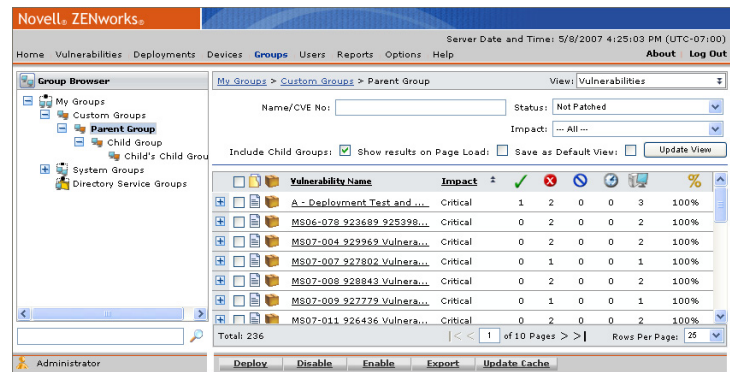 Novell® ZENworks®
Server Date and Time: 5/8/2007 4:25:03 PM (UTC-07:00)
Home Vulnerabilities Deployments Devices Groups Users Reports Options Help About Log Out
Group Browser
My Groups
Custom Groups
Parent Group
Child Group
Child's Child Grou
System Groups
Directory Service Groups
Administrator
My Groups > Custom Groups > Parent Group View: Vulnerabilities
Name/CVE No: Status: Not Patched
Impact: --- All ---
Include Child Groups: Show results on Page Load: Save as Default View: Update View
Vulnerability Name Impact %
A - Deployment Test and ... Critical 1 2 0 0 3 100%
MS06-078 923689 925398... Critical 0 2 0 0 2 100%
MS07-004 929969 Vulnera... Critical 0 2 0 0 2 100%
MS07-007 927802 Vulnera... Critical 0 1 0 0 1 100%
MS07-008 928843 Vulnera... Critical 0 2 0 0 2 100%
MS07-009 927779 Vulnera... Critical 0 1 0 0 1 100%
MS07-011 926436 Vulnera... Critical 0 2 0 0 2 100%
Total: 236 |< < 1 of 10 Pages > >| Rows Per Page: 25
Deploy Disable Enable Export Update Cache